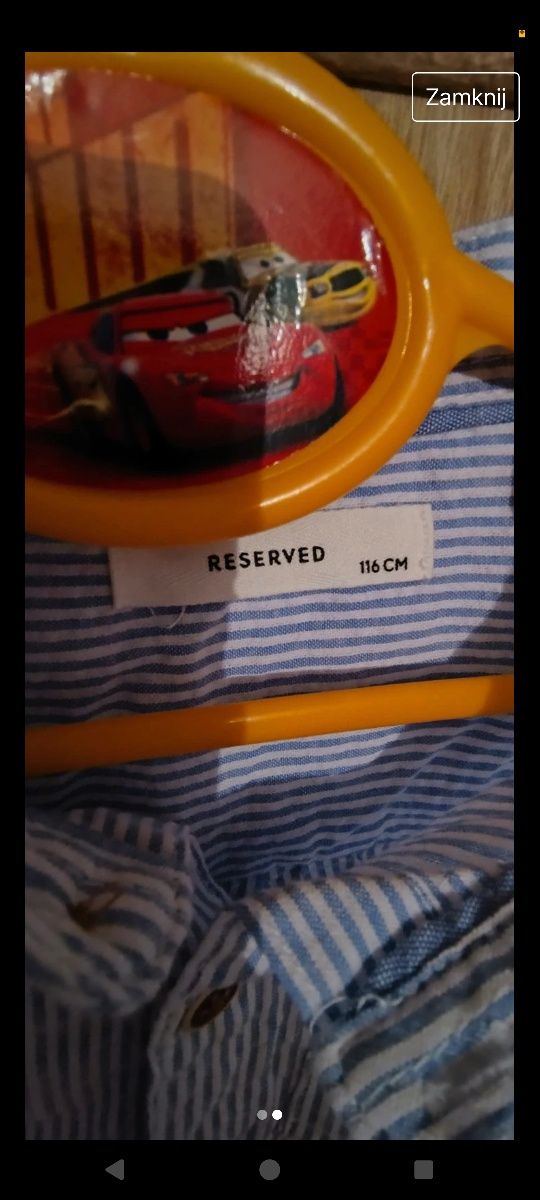 Zamknij
RESERVED
116 CM